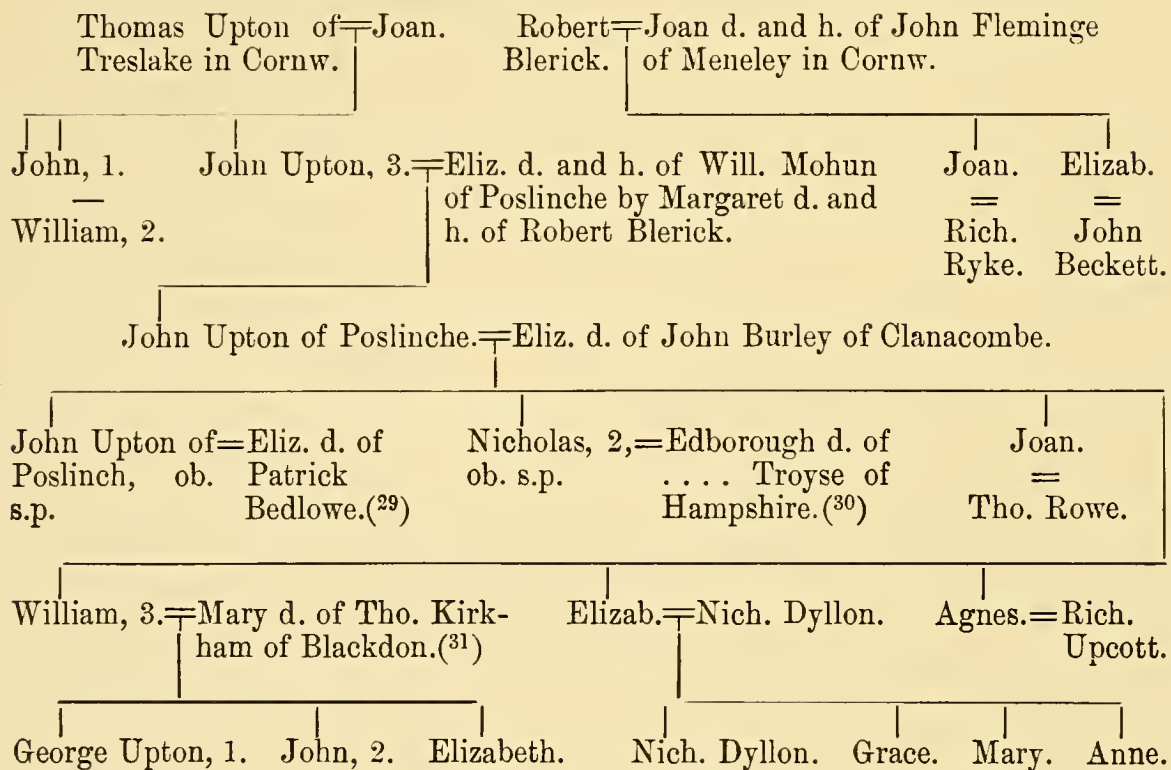 Thomas Upton of=Joan.
Treslake in Cornw.
Robert=Joan d. and h. of John Fleminge
Blerick. of Meneley in Cornw.
John, 1.
—
William, 2.
John Upton, 3.=Eliz. d. and h. of Will. Mohun
of Poslinche by Margaret d. and
h. of Robert Blerick.
Joan.
=
Rich.
Ryke.
Elizab.
=
John
Beckett.
John Upton of Poslinche.=Eliz. d. of John Burley of Clanacombe.
John Upton of=Eliz. d. of
Poslinch, ob. Patrick
s.p. Bedlowe.(29)
Nicholas, 2,=Edborough d. of
ob. s.p. .... Troyse of
Hampshire.(30)
Joan.
=
Tho. Rowe.
William, 3.=Mary d. of Tho. Kirk-
ham of Blackdon.(31)
Elizab.=Nich. Dyllon.
Agnes.=Rich.
Upcott.
George Upton, 1. John, 2. Elizabeth.
Nich. Dyllon. Grace. Mary. Anne.